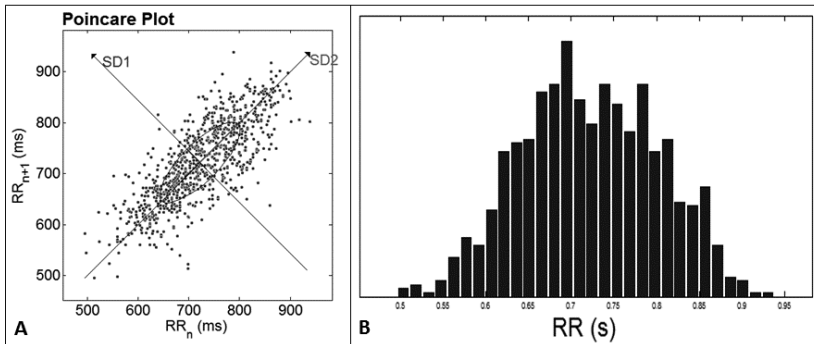 Poincare Plot
SD1
SD2
900
800
700
600
500
RRn+1 (ms)
500 600 700 800 900
RRn (ms)
A
0.5 0.55 0.6 0.65 0.7 0.75 0.8 0.85 0.9 0.95
RR (s)
B